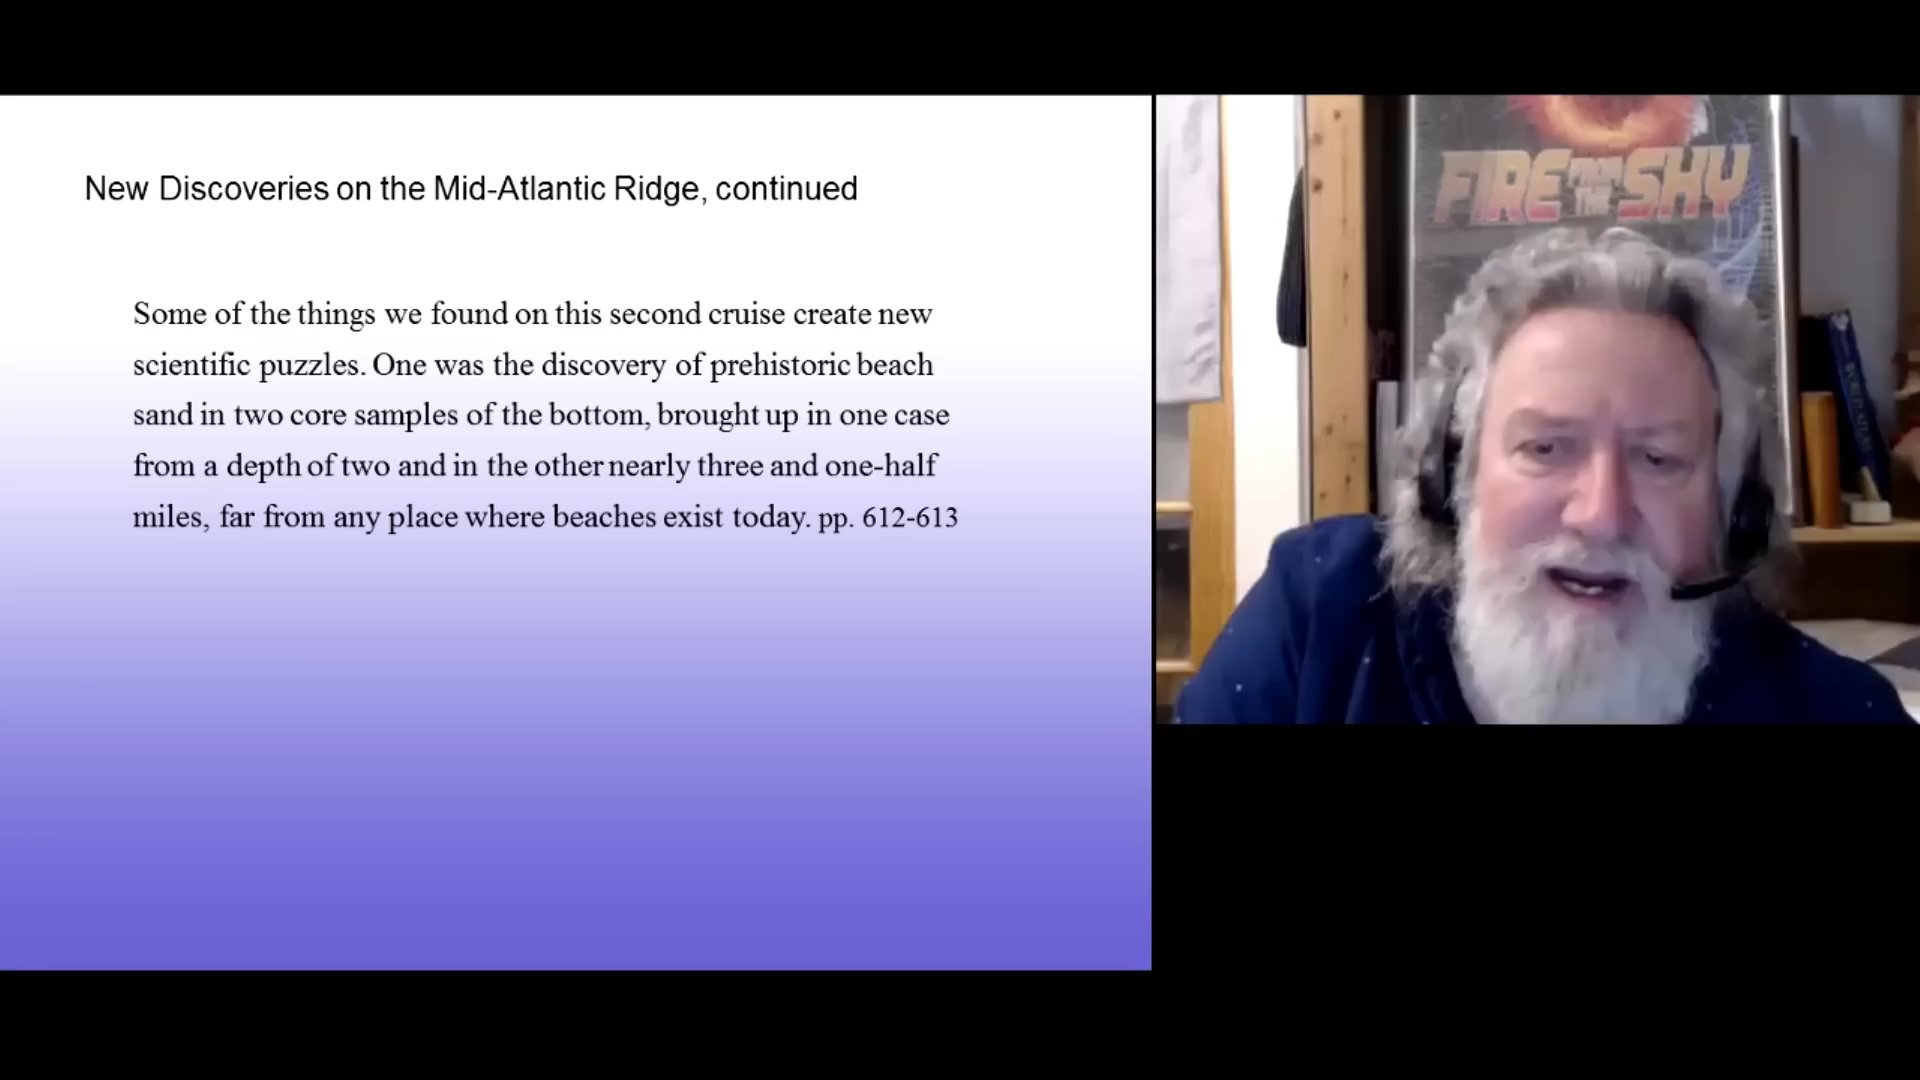 New Discoveries on the Mid-Atlantic Ridge, continued
Some of the things we found on this second cruise create new
scientific puzzles. One was the discovery of prehistoric beach
sand in two core samples of the bottom, brought up in one case
from a depth of two and in the other nearly three and one-half
miles, far from any place where beaches exist today. pp. 612-613
FIRE FROM THE SKY
WORLD ATLAS